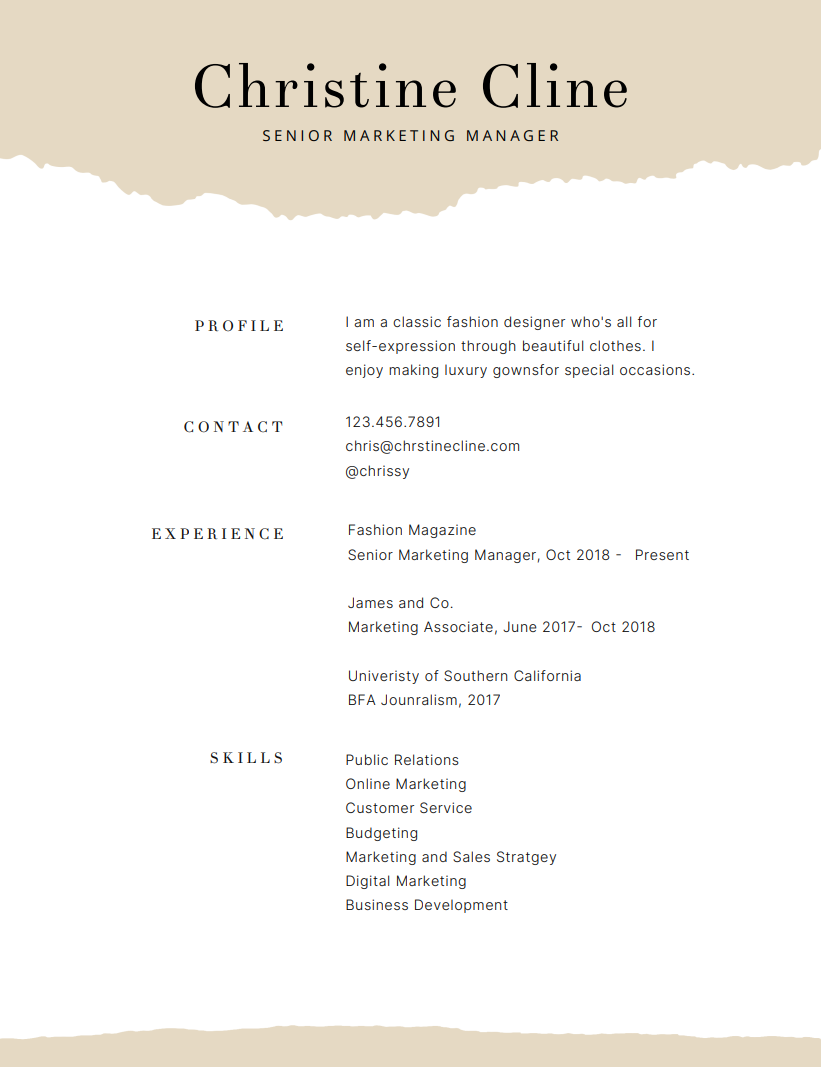 Christine Cline
SENIOR MARKETING MANAGER
PROFILE
I am a classic fashion designer who's all for
self-expression through beautiful clothes. I
enjoy making luxury gownsfor special occasions.
CONTACT
123.456.7891
chris@chrstinecline.com
@chrissy
EXPERIENCE
Fashion Magazine
Senior Marketing Manager, Oct 2018 - Present
James and Co.
Marketing Associate, June 2017- Oct 2018
Univeristy of Southern California
BFA Jounralism, 2017
SKILLS
Public Relations
Online Marketing
Customer Service
Budgeting
Marketing and Sales Stratgey
Digital Marketing
Business Development